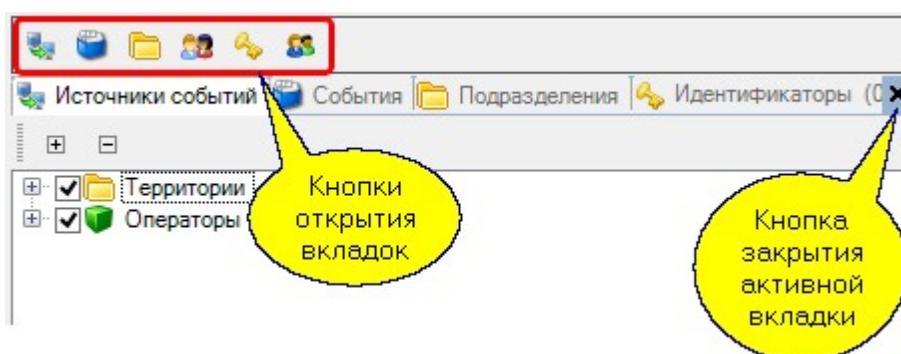 Источники событий События Подразделения Идентификаторы (0
Территории
Операторы
Кнопки
открытия
вкладок
Кнопка
закрытия
активной
вкладки